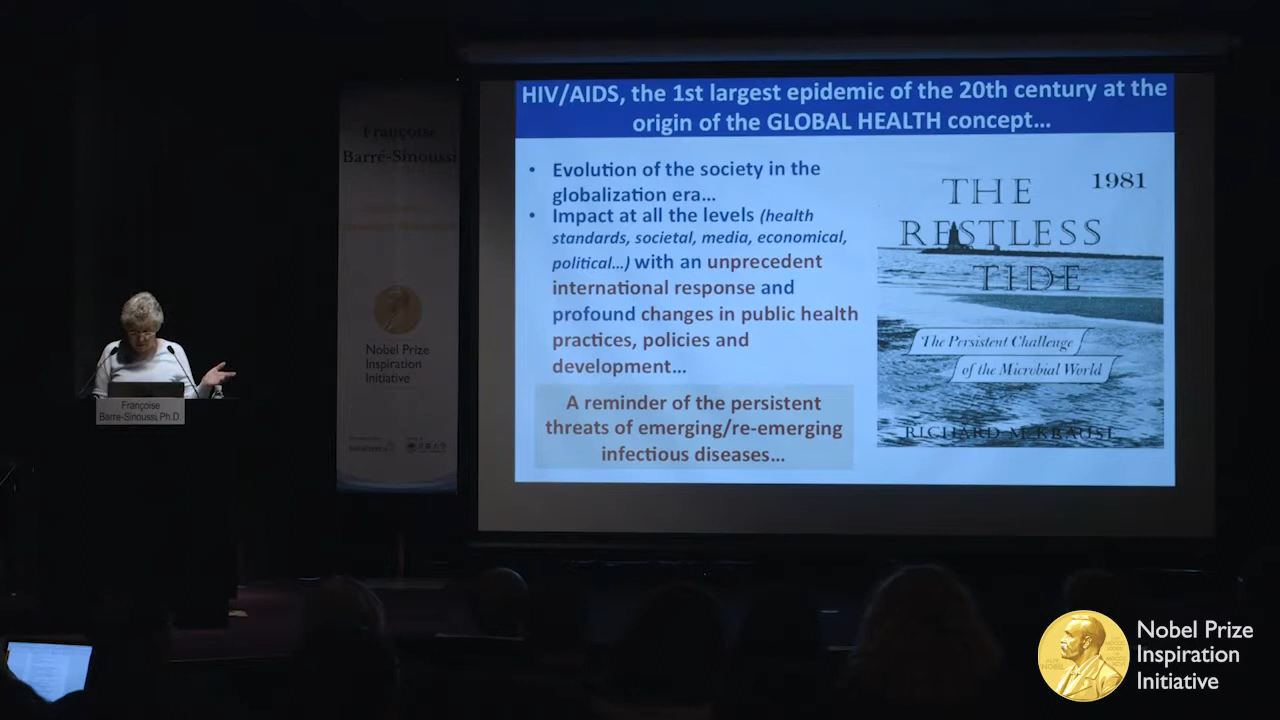 HIV/AIDS, the 1st largest epidemic of the 20th century at the
origin of the GLOBAL HEALTH concept...
• Evolution of the society in the
globalization era...
• Impact at all the levels (health
standards, societal, media, economical,
political...) with an unprecedent
international response and
profound changes in public health
practices, policies and
development...
A reminder of the persistent
threats of emerging/re-emerging
infectious diseases...
1981
THE
RESTLESS
TIDE
The Persistent Challenge
of the Microbial World
RICHARD M. KRAUSE
Françoise
Barré-Sinoussi
Nobel Prize
Inspiration
Initiative
Françoise
Barré-Sinoussi, Ph.D.
Nobel Prize
Inspiration
Initiative